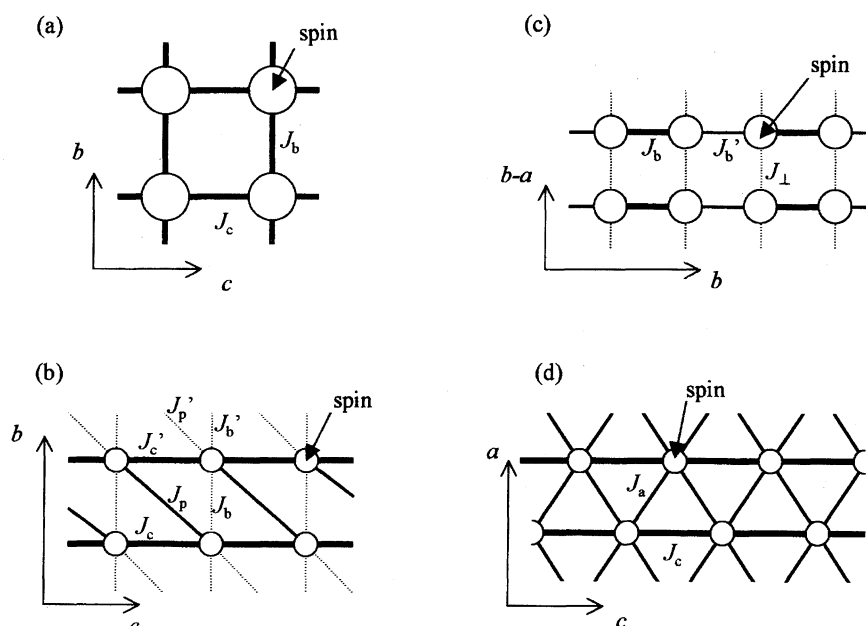 (a)
spin
b
J_b
J_c
c
(c)
spin
J_b
J_b'
b-a
J_⊥
b
(b)
J_p'
J_b'
spin
b
J_c'
J_p
J_b
J_c
(d)
spin
a
J_a
J_c
c